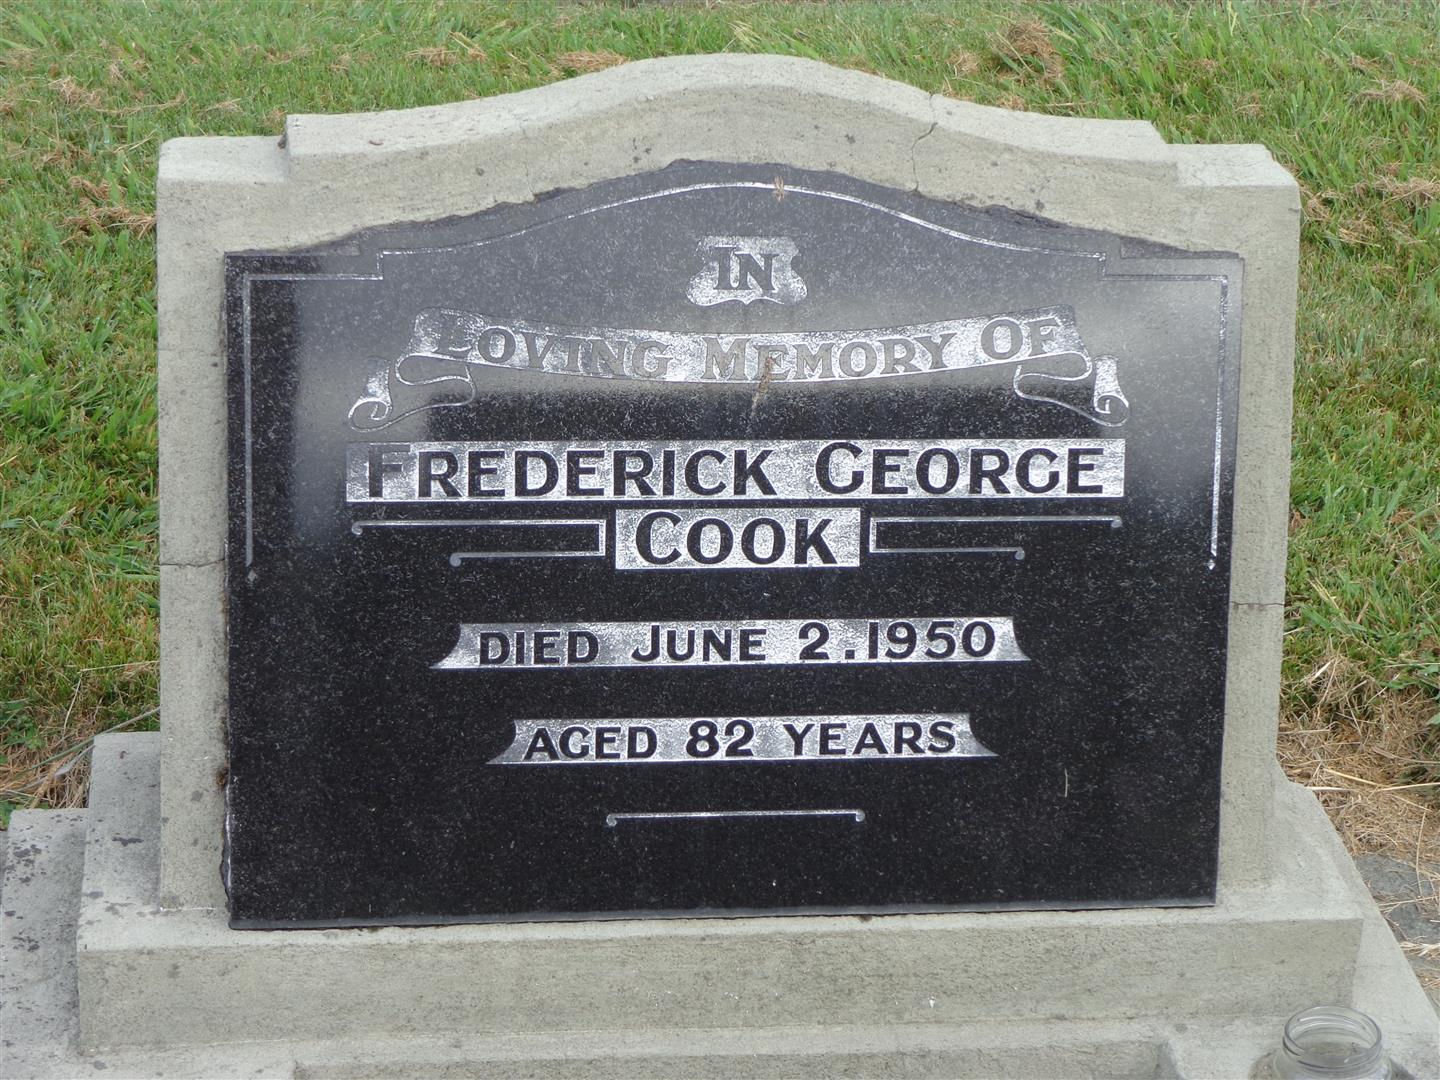 IN
LOVING MEMORY OF
FREDERICK GEORGE
COOK
DIED JUNE 2.1950
AGED 82 YEARS